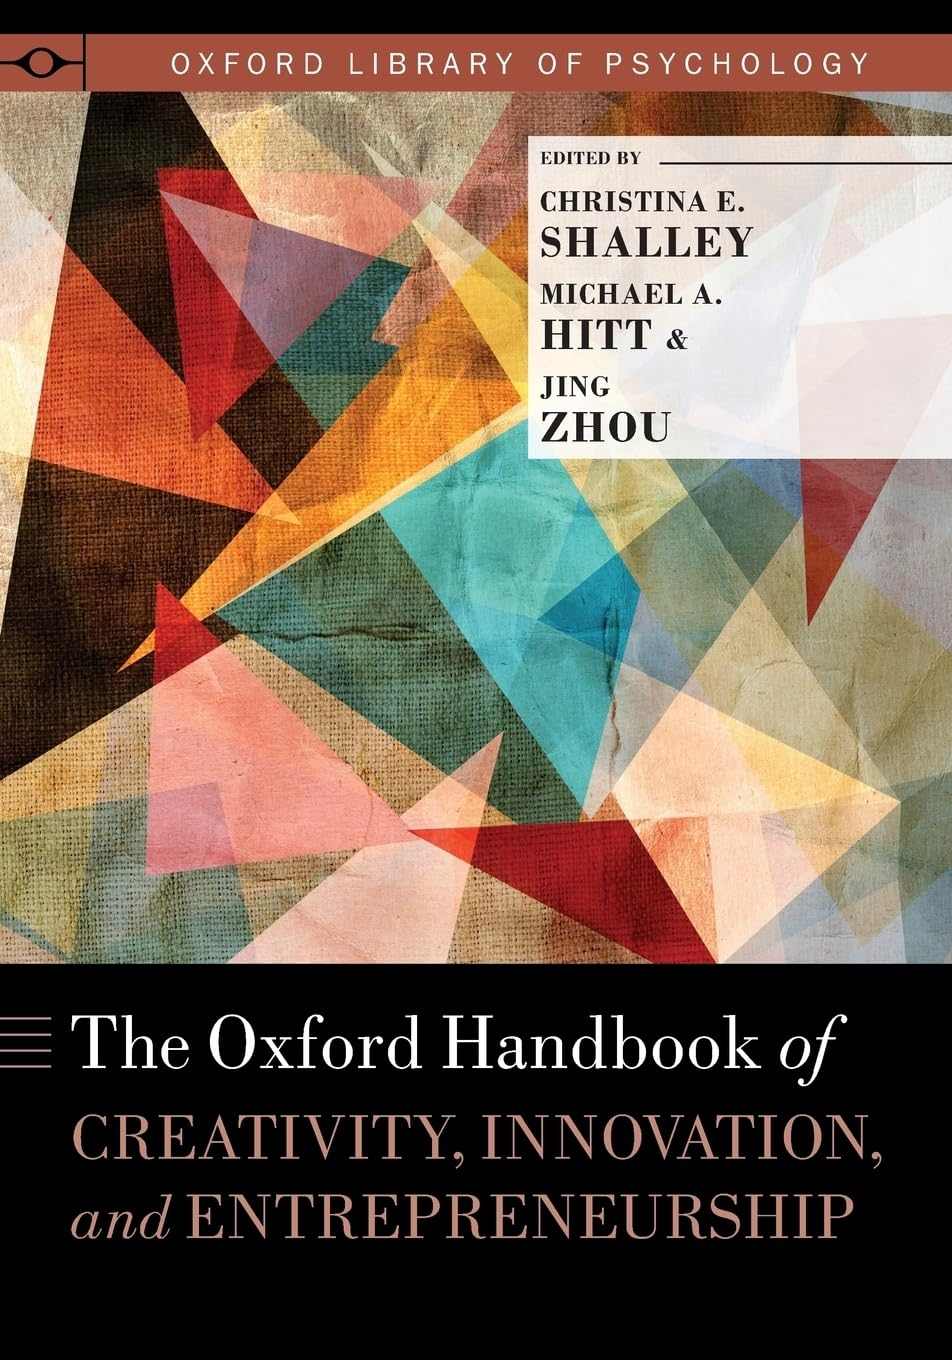 OXFORD LIBRARY OF PSYCHOLOGY
EDITED BY
CHRISTINA E.
SHALLEY
MICHAEL A.
HITT &
JING
ZHOU
The Oxford Handbook of
CREATIVITY, INNOVATION,
and ENTREPRENEURSHIP